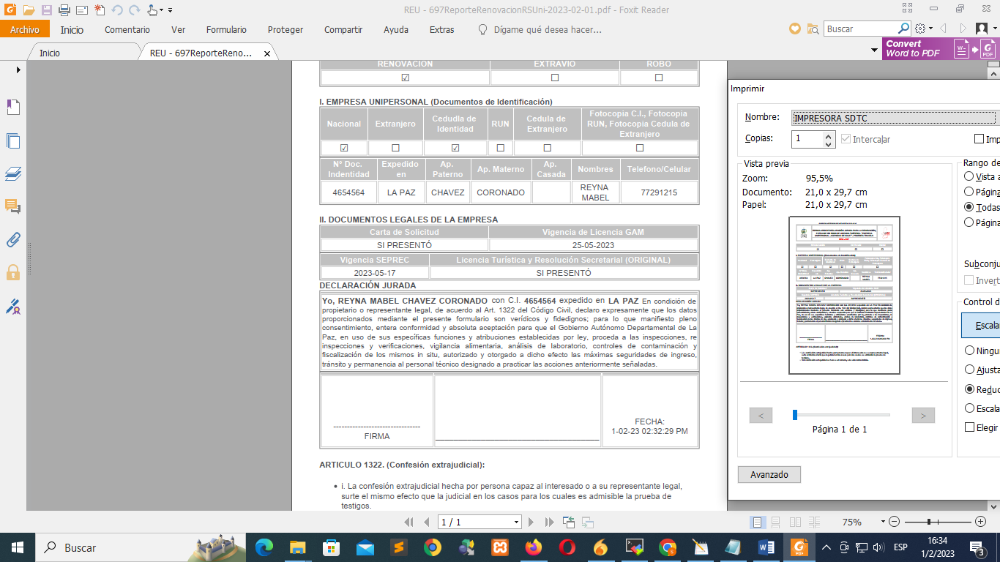 REU - 697ReporteRenovacionRSUni-2023-02-01.pdf - Foxit Reader
Archivo Inicio Comentario Ver Formulario Proteger Compartir Ayuda Extras Dígame qué desea hacer... Buscar
Inicio REU - 697ReporteReno... Convert Word to PDF
RENOVACION EXTRAVIO ROBO
I. EMPRESA UNIPERSONAL (Documentos de Identificación)
Nacional Extranjero Cedudla de Identidad RUN Cedula de Extranjero Fotocopia C.I., Fotocopia RUN, Fotocopia Cedula de Extranjero
N° Doc. Indentidad Expedido en Ap. Paterno Ap. Materno Ap. Casada Nombres Telefono/Celular
4654564 LA PAZ CHAVEZ CORONADO REYNA MABEL 77291215
II. DOCUMENTOS LEGALES DE LA EMPRESA
Carta de Solicitud Vigencia de Licencia GAM
SI PRESENTÓ 25-05-2023
Vigencia SEPREC Licencia Turística y Resolución Secretarial (ORIGINAL)
2023-05-17 SI PRESENTÓ
DECLARACIÓN JURADA
Yo, REYNA MABEL CHAVEZ CORONADO con C.I. 4654564 expedido en LA PAZ En condición de
propietario o representante legal, de acuerdo al Art. 1322 del Código Civil, declaro expresamente que los datos
proporcionados mediante el presente formulario son verídicos y fidedignos; para lo que manifiesto pleno
consentimiento, entera conformidad y absoluta aceptación para que el Gobierno Autónomo Departamental de La
Paz, en uso de sus específicas funciones y atribuciones establecidas por ley, proceda a las inspecciones, re
inspecciones y verificaciones, vigilancia alimentaria, análisis de laboratorio, controles de contaminación y
fiscalización de los mismos in situ, autorizado y otorgado a dicho efecto las máximas seguridades de ingreso,
tránsito y permanencia al personal técnico designado a practicar las acciones anteriormente señaladas.
--------------------------------
FIRMA
FECHA:
1-02-23 02:32:29 PM
ARTICULO 1322. (Confesión extrajudicial):
• i. La confesión extrajudicial hecha por persona capaz al interesado o a su representante legal,
surte el mismo efecto que la judicial en los casos para los cuales es admisible la prueba de
testigos.
Imprimir
Nombre: IMPRESORA SDTC
Copias: 1 Intercalar Imp
Vista previa Rango de
Zoom: 95,5% Vista a
Documento: 21,0 x 29,7 cm Página
Papel: 21,0 x 29,7 cm Todas
Página
Subconju
Invert
Control d
Escala
Ningu
Ajusta
Reduc
Escala
Elegir
< >
Página 1 de 1
Avanzado
1 / 1 75%
Buscar ESP 16:34
1/2/2023 3